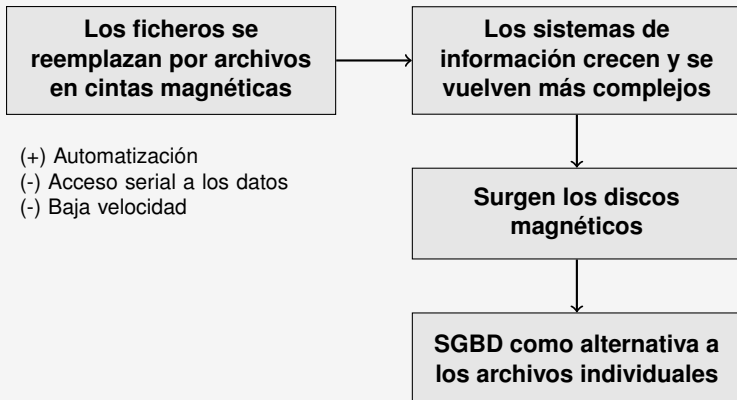 Los ficheros se
reemplazan por archivos
en cintas magnéticas
(+) Automatización
(-) Acceso serial a los datos
(-) Baja velocidad
Los sistemas de
información crecen y se
vuelven más complejos
Surgen los discos
magnéticos
SGBD como alternativa a
los archivos individuales